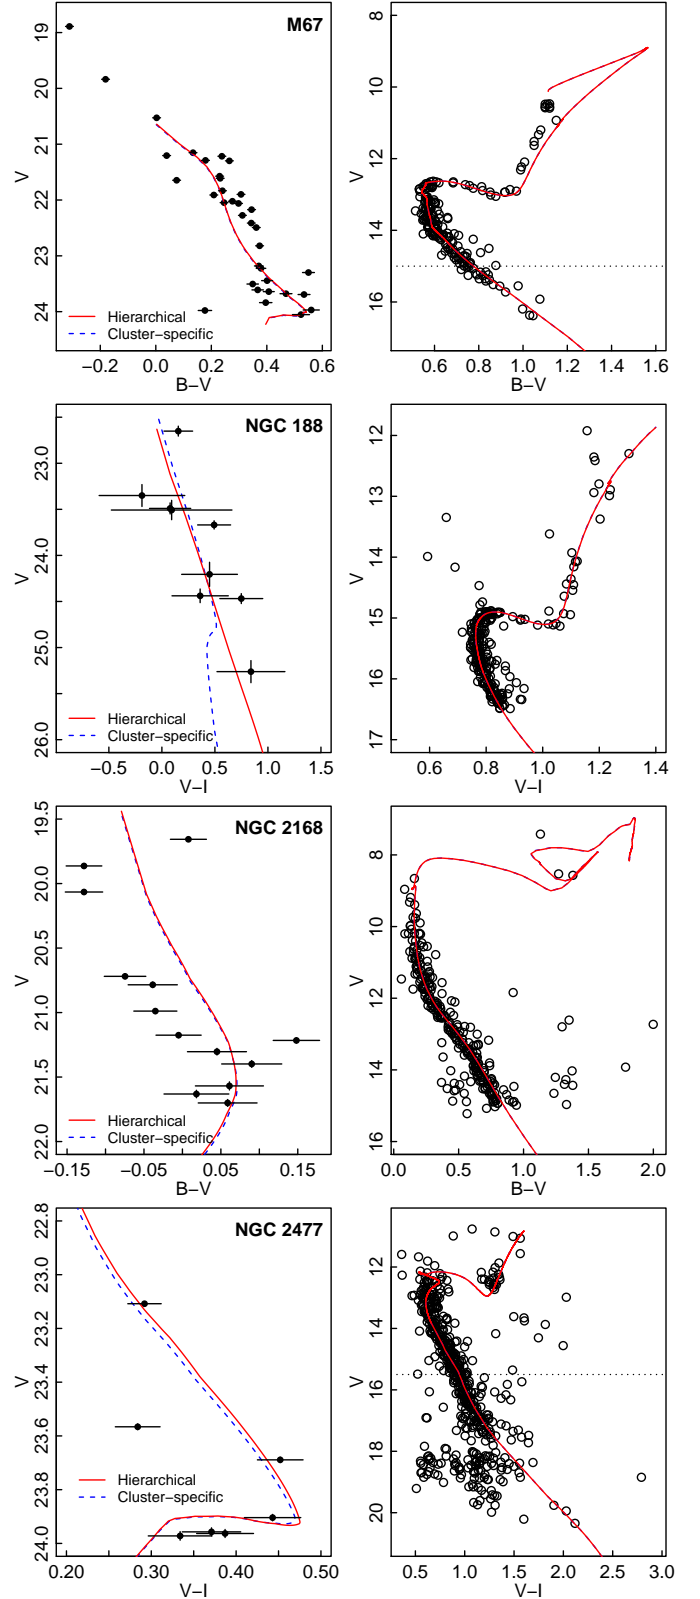 M67
V
19
20
21
22
23
24
Hierarchical
Cluster−specific
−0.2 0.0 0.2 0.4 0.6
B−V
V
8
10
12
14
16
0.6 0.8 1.0 1.2 1.4 1.6
B−V
NGC 188
V
23.0
24.0
25.0
26.0
Hierarchical
Cluster−specific
−0.5 0.0 0.5 1.0 1.5
V−I
V
12
13
14
15
16
17
0.6 0.8 1.0 1.2 1.4
V−I
NGC 2168
V
19.5
20.0
20.5
21.0
21.5
22.0
Hierarchical
Cluster−specific
−0.15 −0.05 0.05 0.15
B−V
V
8
10
12
14
16
0.0 0.5 1.0 1.5 2.0
B−V
NGC 2477
V
22.8
23.0
23.2
23.4
23.6
23.8
24.0
Hierarchical
Cluster−specific
0.20 0.30 0.40 0.50
V−I
V
12
14
16
18
20
0.5 1.0 1.5 2.0 2.5 3.0
V−I